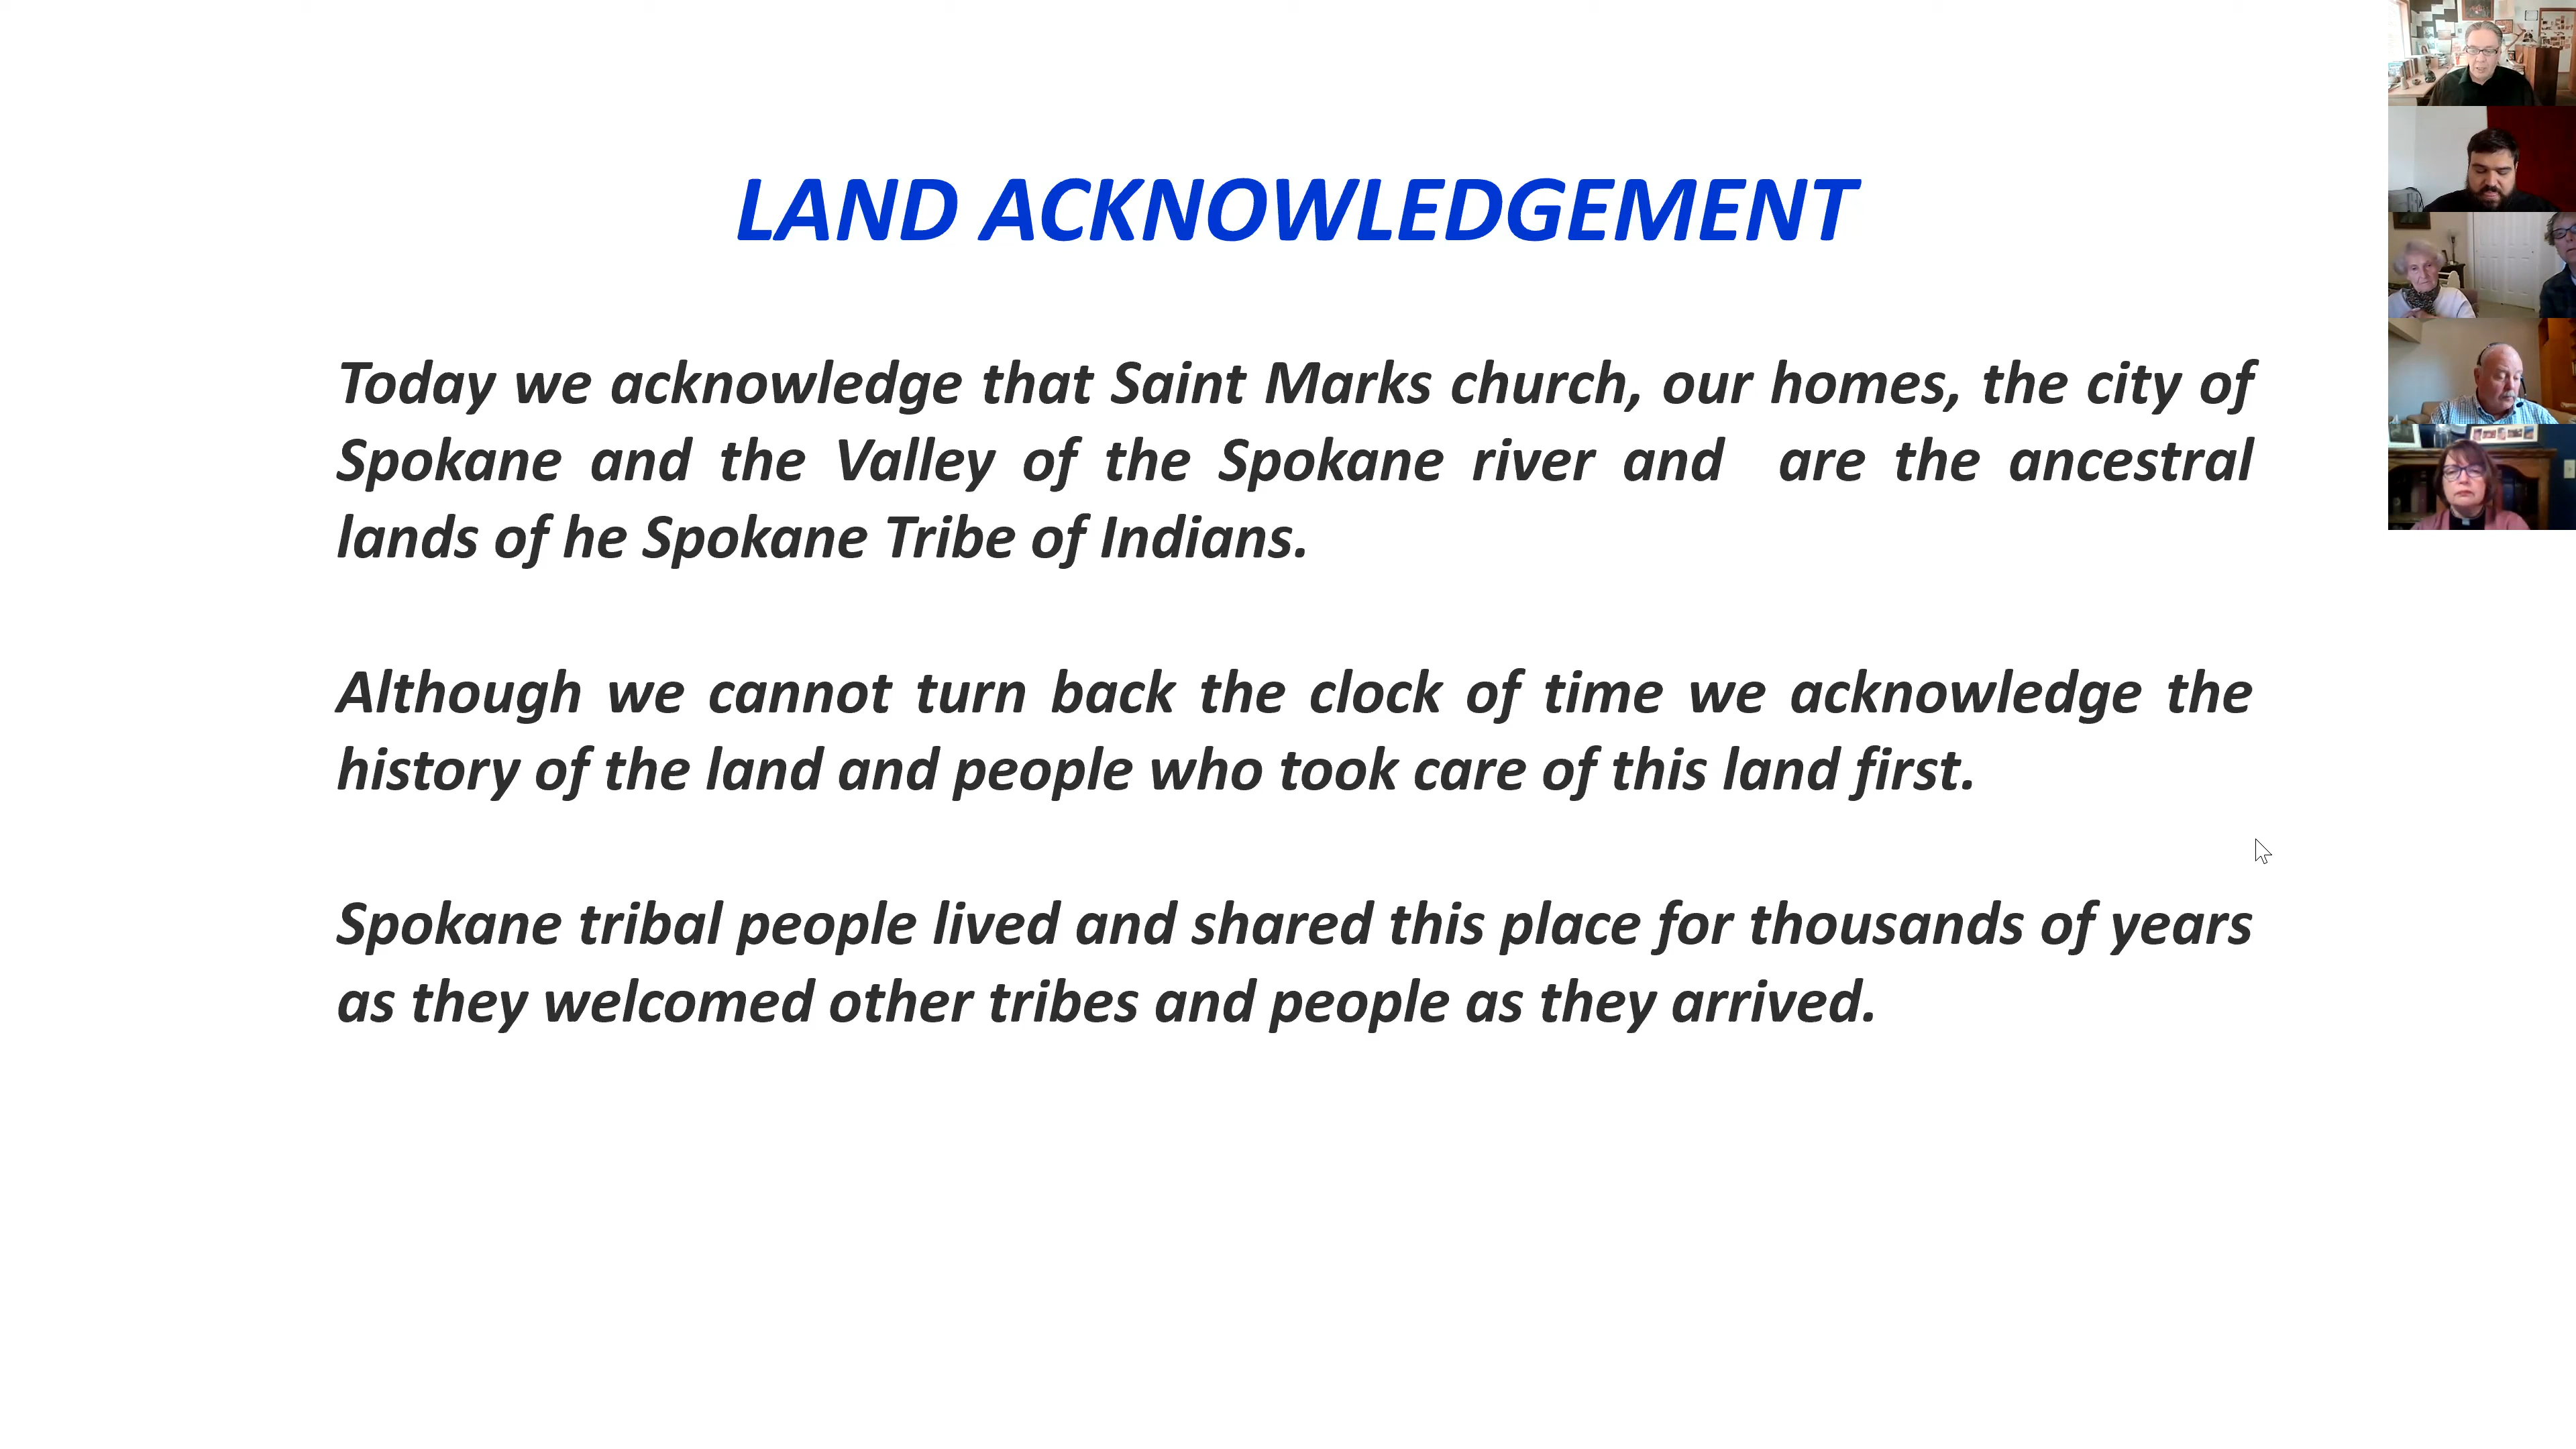 LAND ACKNOWLEDGEMENT
Today we acknowledge that Saint Marks church, our homes, the city of
Spokane and the Valley of the Spokane river and  are the ancestral
lands of he Spokane Tribe of Indians.
Although we cannot turn back the clock of time we acknowledge the
history of the land and people who took care of this land first.
Spokane tribal people lived and shared this place for thousands of years
as they welcomed other tribes and people as they arrived.